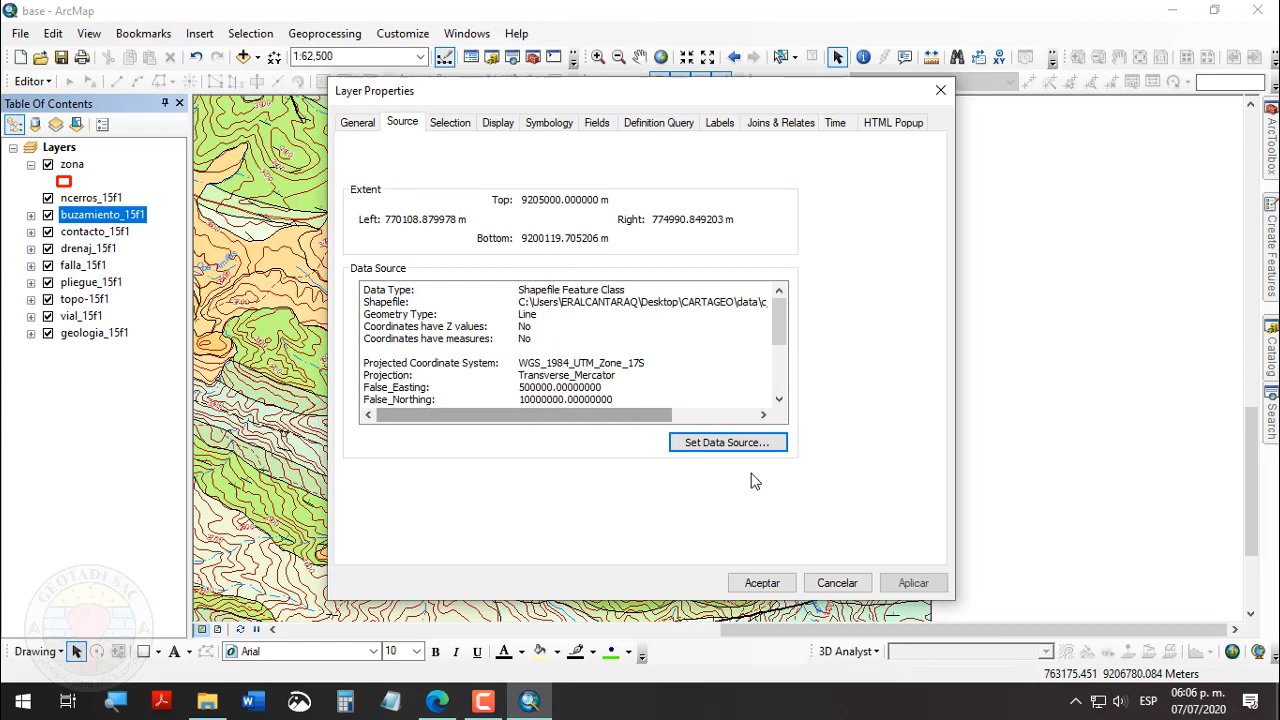 base - ArcMap
File Edit View Bookmarks Insert Selection Geoprocessing Customize Windows Help
1:62,500
Editor
Table Of Contents
Layers
zona
ncerros_15f1
buzamiento_15f1
contacto_15f1
drenaj_15f1
falla_15f1
pliegue_15f1
topo-15f1
vial_15f1
geologia_15f1
Layer Properties
General Source Selection Display Symbology Fields Definition Query Labels Joins & Relates Time HTML Popup
Extent
Top: 9205000.000000 m
Left: 770108.879978 m Right: 774990.849203 m
Bottom: 9200119.705206 m
Data Source
Data Type: Shapefile Feature Class
Shapefile: C:\Users\ERALCANTARAQ\Desktop\CARTAGEO\data\c_
Geometry Type: Line
Coordinates have Z values: No
Coordinates have measures: No
Projected Coordinate System: WGS_1984_UTM_Zone_17S
Projection: Transverse_Mercator
False_Easting: 500000.00000000
False_Northing: 10000000.00000000
Set Data Source...
Aceptar Cancelar Aplicar
ArcToolbox
Create Features
Catalog
Search
GEOTADI SAC
Drawing A Arial 10 B I U A 3D Analyst
763175.451 9206780.084 Meters
ESP
06:06 p. m.
07/07/2020